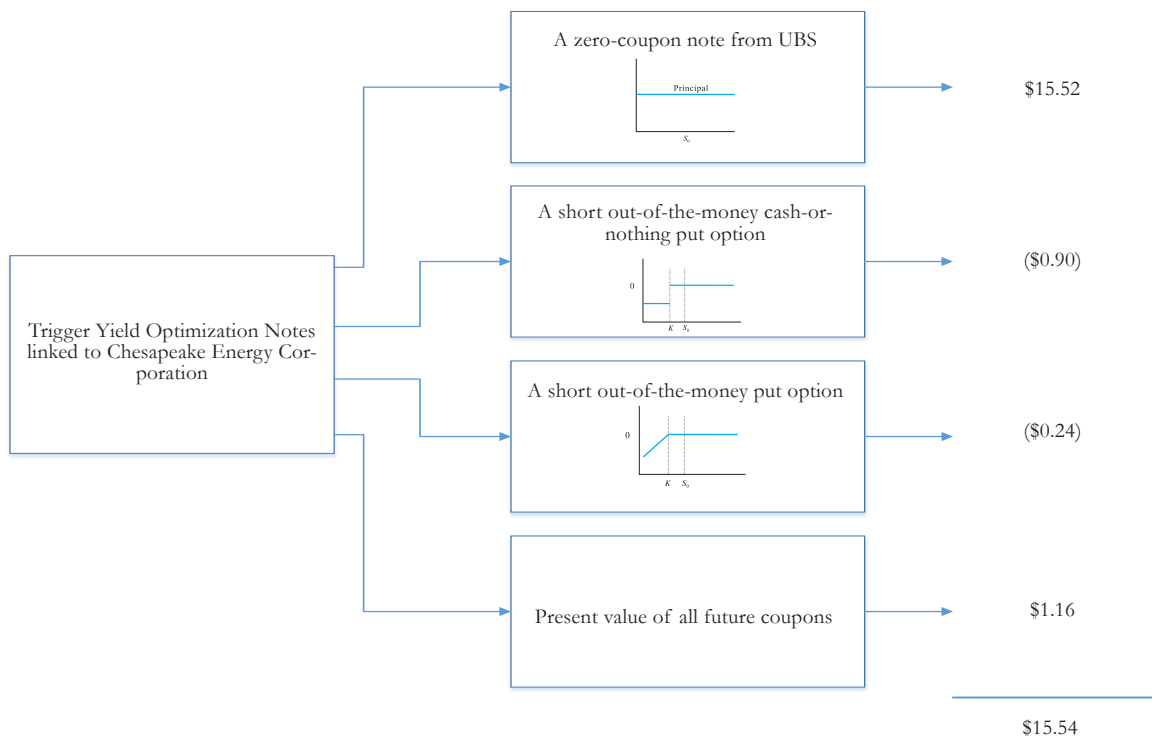 A zero-coupon note from UBS
Principal
S₀
$15.52
A short out-of-the-money cash-or-
nothing put option
0
K
S₀
($0.90)
Trigger Yield Optimization Notes
linked to Chesapeake Energy Cor-
poration
A short out-of-the-money put option
0
K
S₀
($0.24)
Present value of all future coupons
$1.16
$15.54